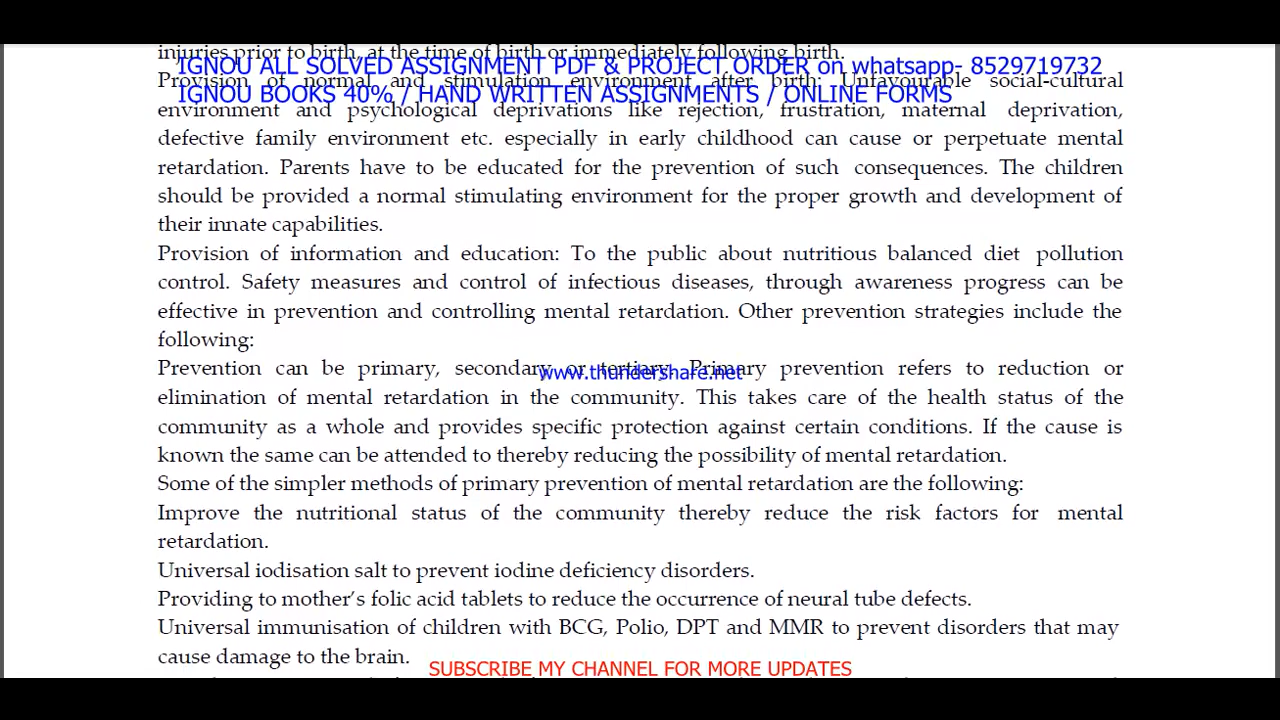 injuries prior to birth, at the time of birth or immediately following birth.
IGNOU ALL SOLVED ASSIGNMENT PDF & PROJECT ORDER on whatsapp- 8529719732
Provision of normal and stimulation environment after birth: Unfavourable social-cultural
IGNOU BOOKS 40% / HAND WRITTEN ASSIGNMENTS / ONLINE FORMS
environment and psychological deprivations like rejection, frustration, maternal deprivation,
defective family environment etc. especially in early childhood can cause or perpetuate mental
retardation. Parents have to be educated for the prevention of such consequences. The children
should be provided a normal stimulating environment for the proper growth and development of
their innate capabilities.
Provision of information and education: To the public about nutritious balanced diet pollution
control. Safety measures and control of infectious diseases, through awareness progress can be
effective in prevention and controlling mental retardation. Other prevention strategies include the
following:
Prevention can be primary, secondary or tertiary. Primary prevention refers to reduction or
www.thundershare.net
elimination of mental retardation in the community. This takes care of the health status of the
community as a whole and provides specific protection against certain conditions. If the cause is
known the same can be attended to thereby reducing the possibility of mental retardation.
Some of the simpler methods of primary prevention of mental retardation are the following:
Improve the nutritional status of the community thereby reduce the risk factors for mental
retardation.
Universal iodisation salt to prevent iodine deficiency disorders.
Providing to mother's folic acid tablets to reduce the occurrence of neural tube defects.
Universal immunisation of children with BCG, Polio, DPT and MMR to prevent disorders that may
cause damage to the brain.
SUBSCRIBE MY CHANNEL FOR MORE UPDATES